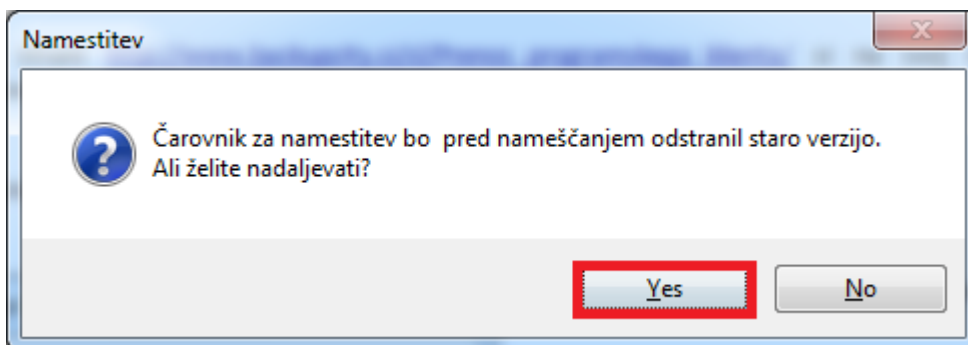 Namestitev
Čarovnik za namestitev bo  pred nameščanjem odstranil staro verzijo.
Ali želite nadaljevati?
Yes
No